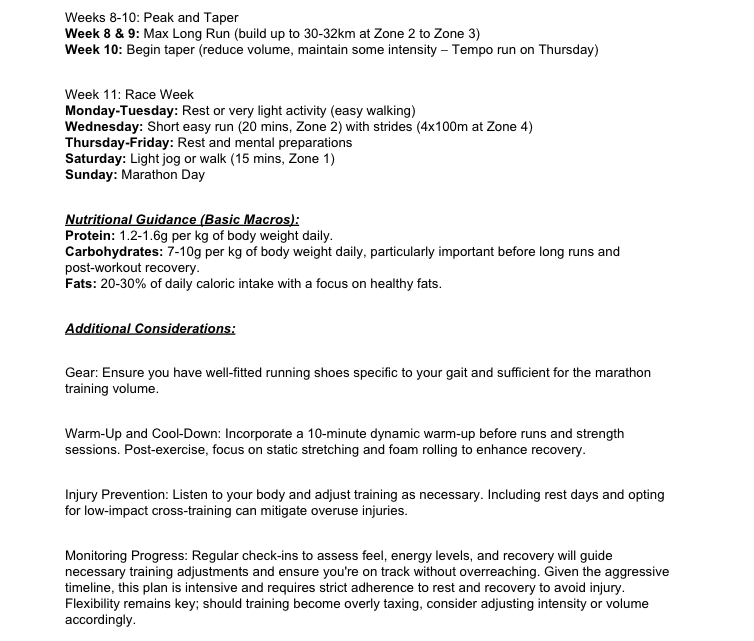 Weeks 8-10: Peak and Taper
Week 8 & 9: Max Long Run (build up to 30-32km at Zone 2 to Zone 3)
Week 10: Begin taper (reduce volume, maintain some intensity – Tempo run on Thursday)
Week 11: Race Week
Monday-Tuesday: Rest or very light activity (easy walking)
Wednesday: Short easy run (20 mins, Zone 2) with strides (4x100m at Zone 4)
Thursday-Friday: Rest and mental preparations
Saturday: Light jog or walk (15 mins, Zone 1)
Sunday: Marathon Day
Nutritional Guidance (Basic Macros):
Protein: 1.2-1.6g per kg of body weight daily.
Carbohydrates: 7-10g per kg of body weight daily, particularly important before long runs and
post-workout recovery.
Fats: 20-30% of daily caloric intake with a focus on healthy fats.
Additional Considerations:
Gear: Ensure you have well-fitted running shoes specific to your gait and sufficient for the marathon
training volume.
Warm-Up and Cool-Down: Incorporate a 10-minute dynamic warm-up before runs and strength
sessions. Post-exercise, focus on static stretching and foam rolling to enhance recovery.
Injury Prevention: Listen to your body and adjust training as necessary. Including rest days and opting
for low-impact cross-training can mitigate overuse injuries.
Monitoring Progress: Regular check-ins to assess feel, energy levels, and recovery will guide
necessary training adjustments and ensure you're on track without overreaching. Given the aggressive
timeline, this plan is intensive and requires strict adherence to rest and recovery to avoid injury.
Flexibility remains key; should training become overly taxing, consider adjusting intensity or volume
accordingly.